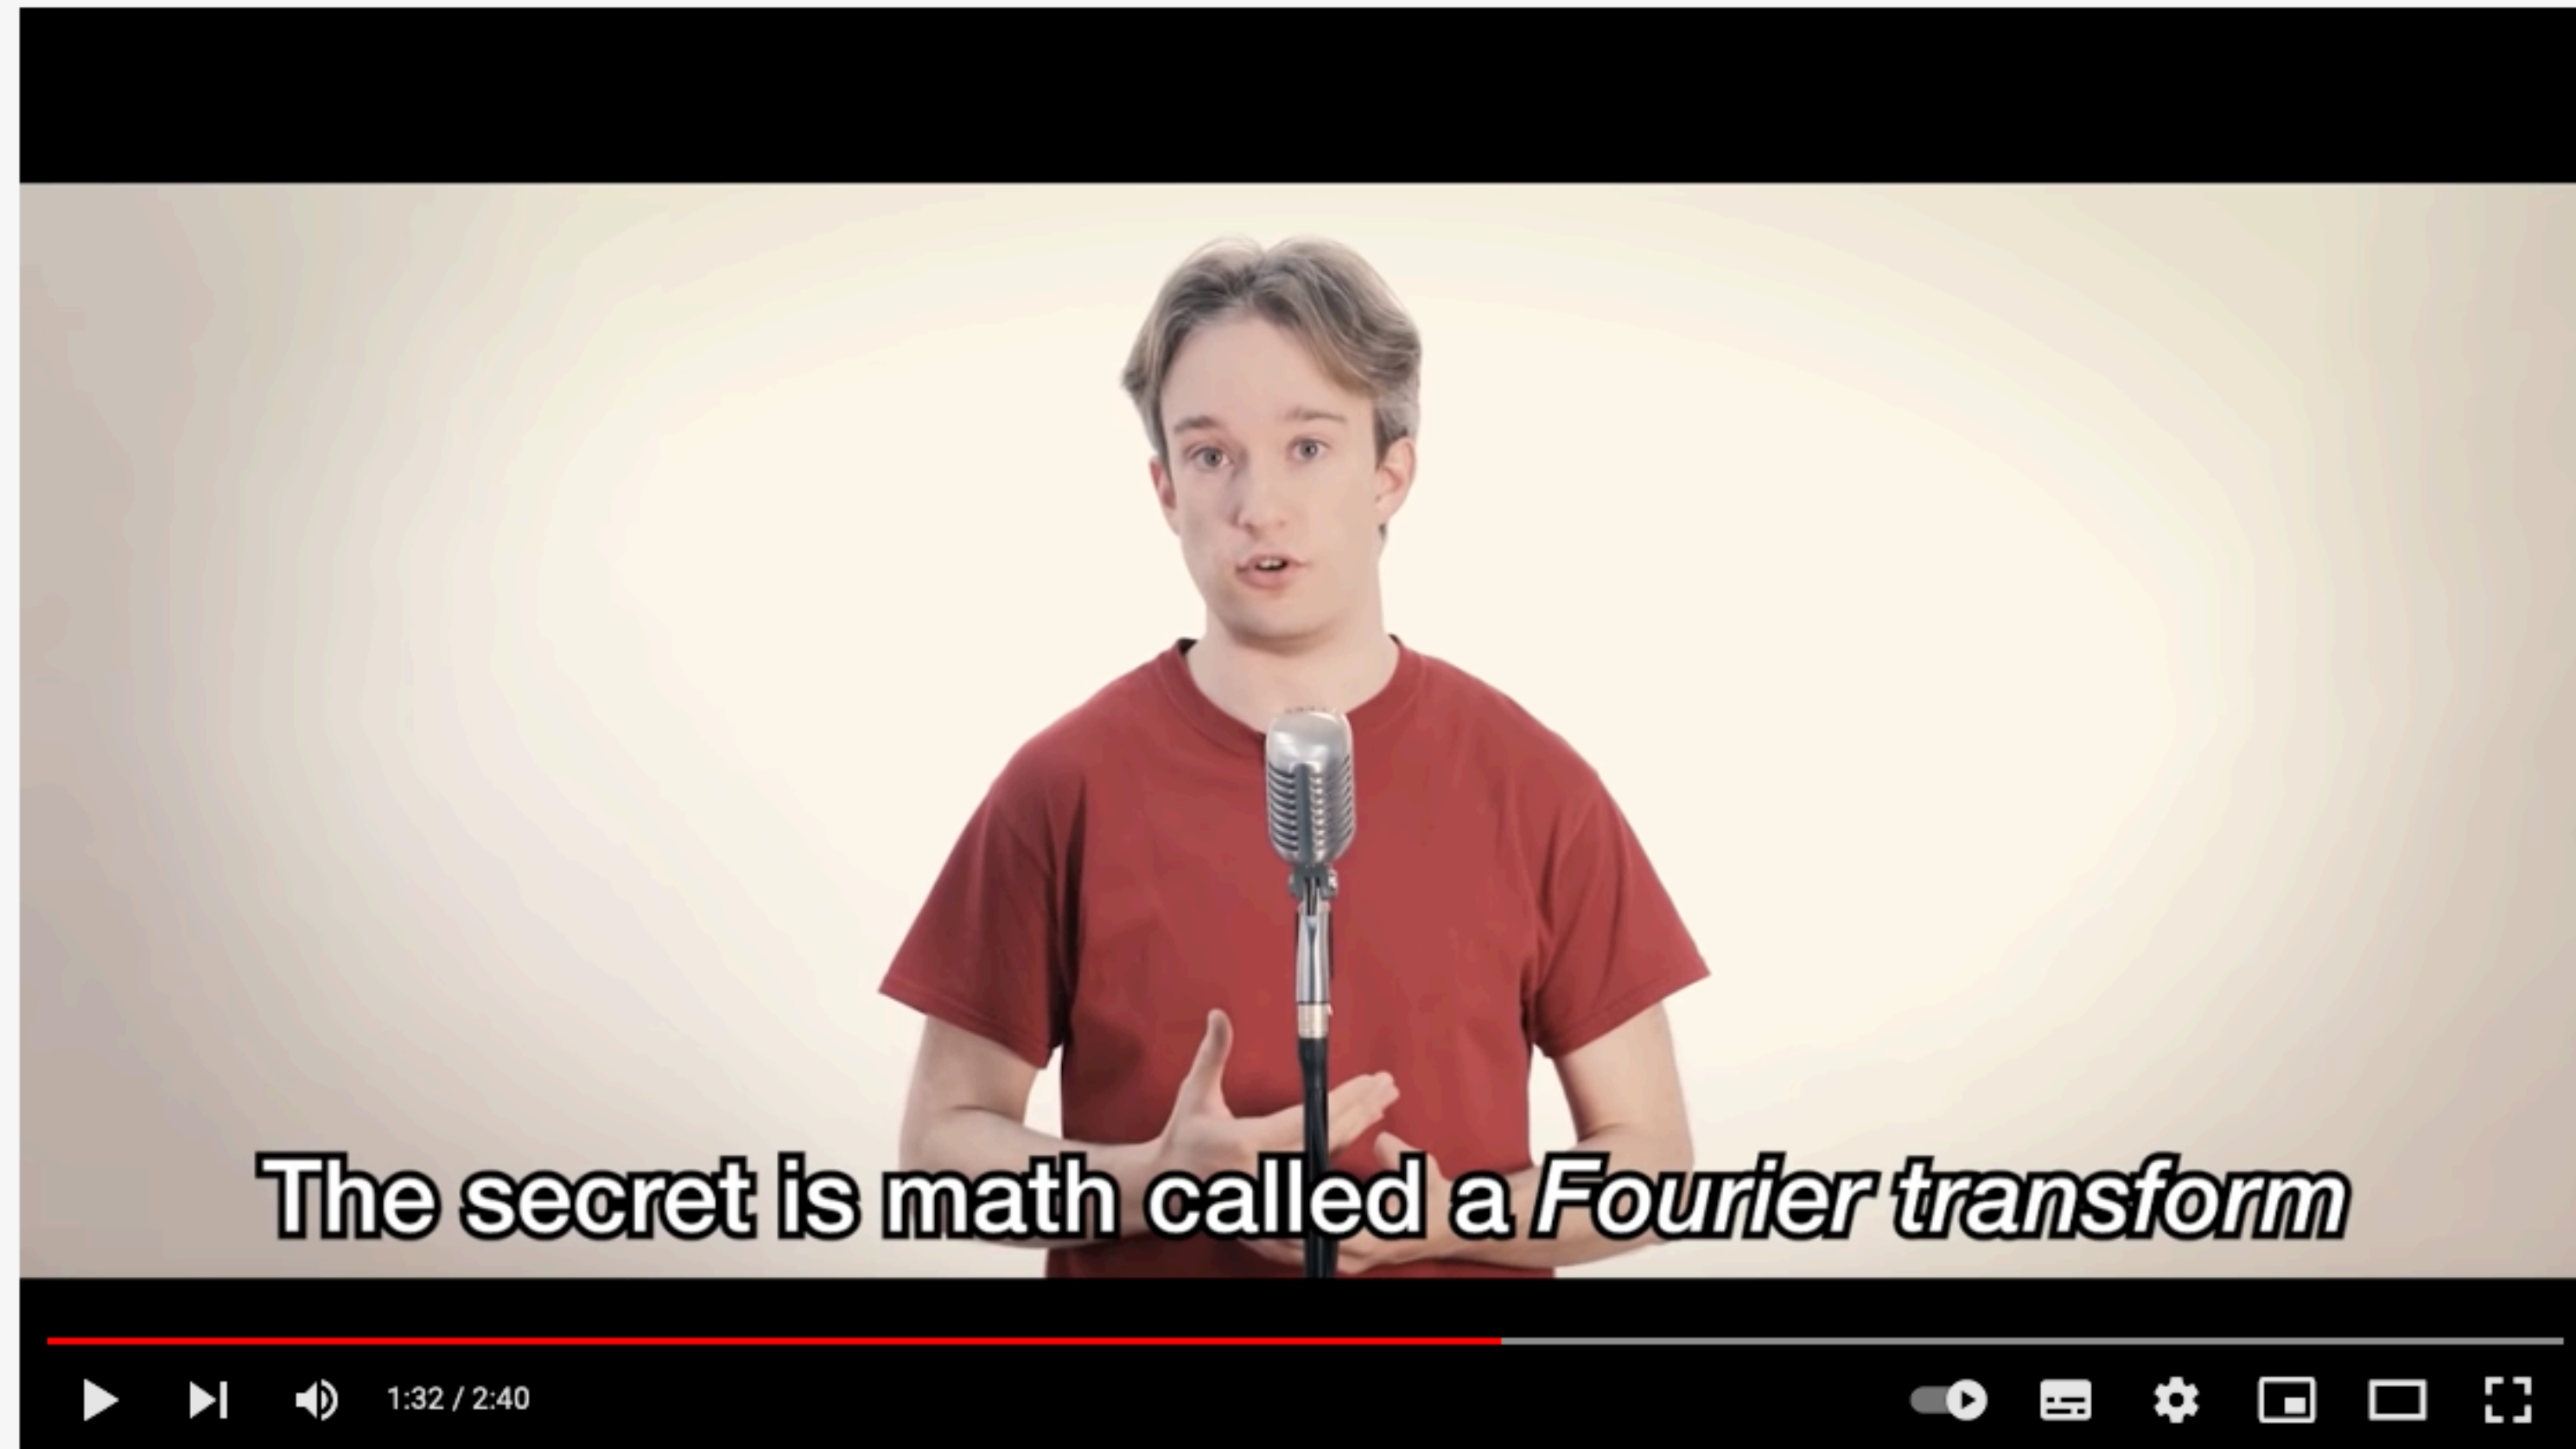 The secret is math called a Fourier transform
1:32 / 2:40